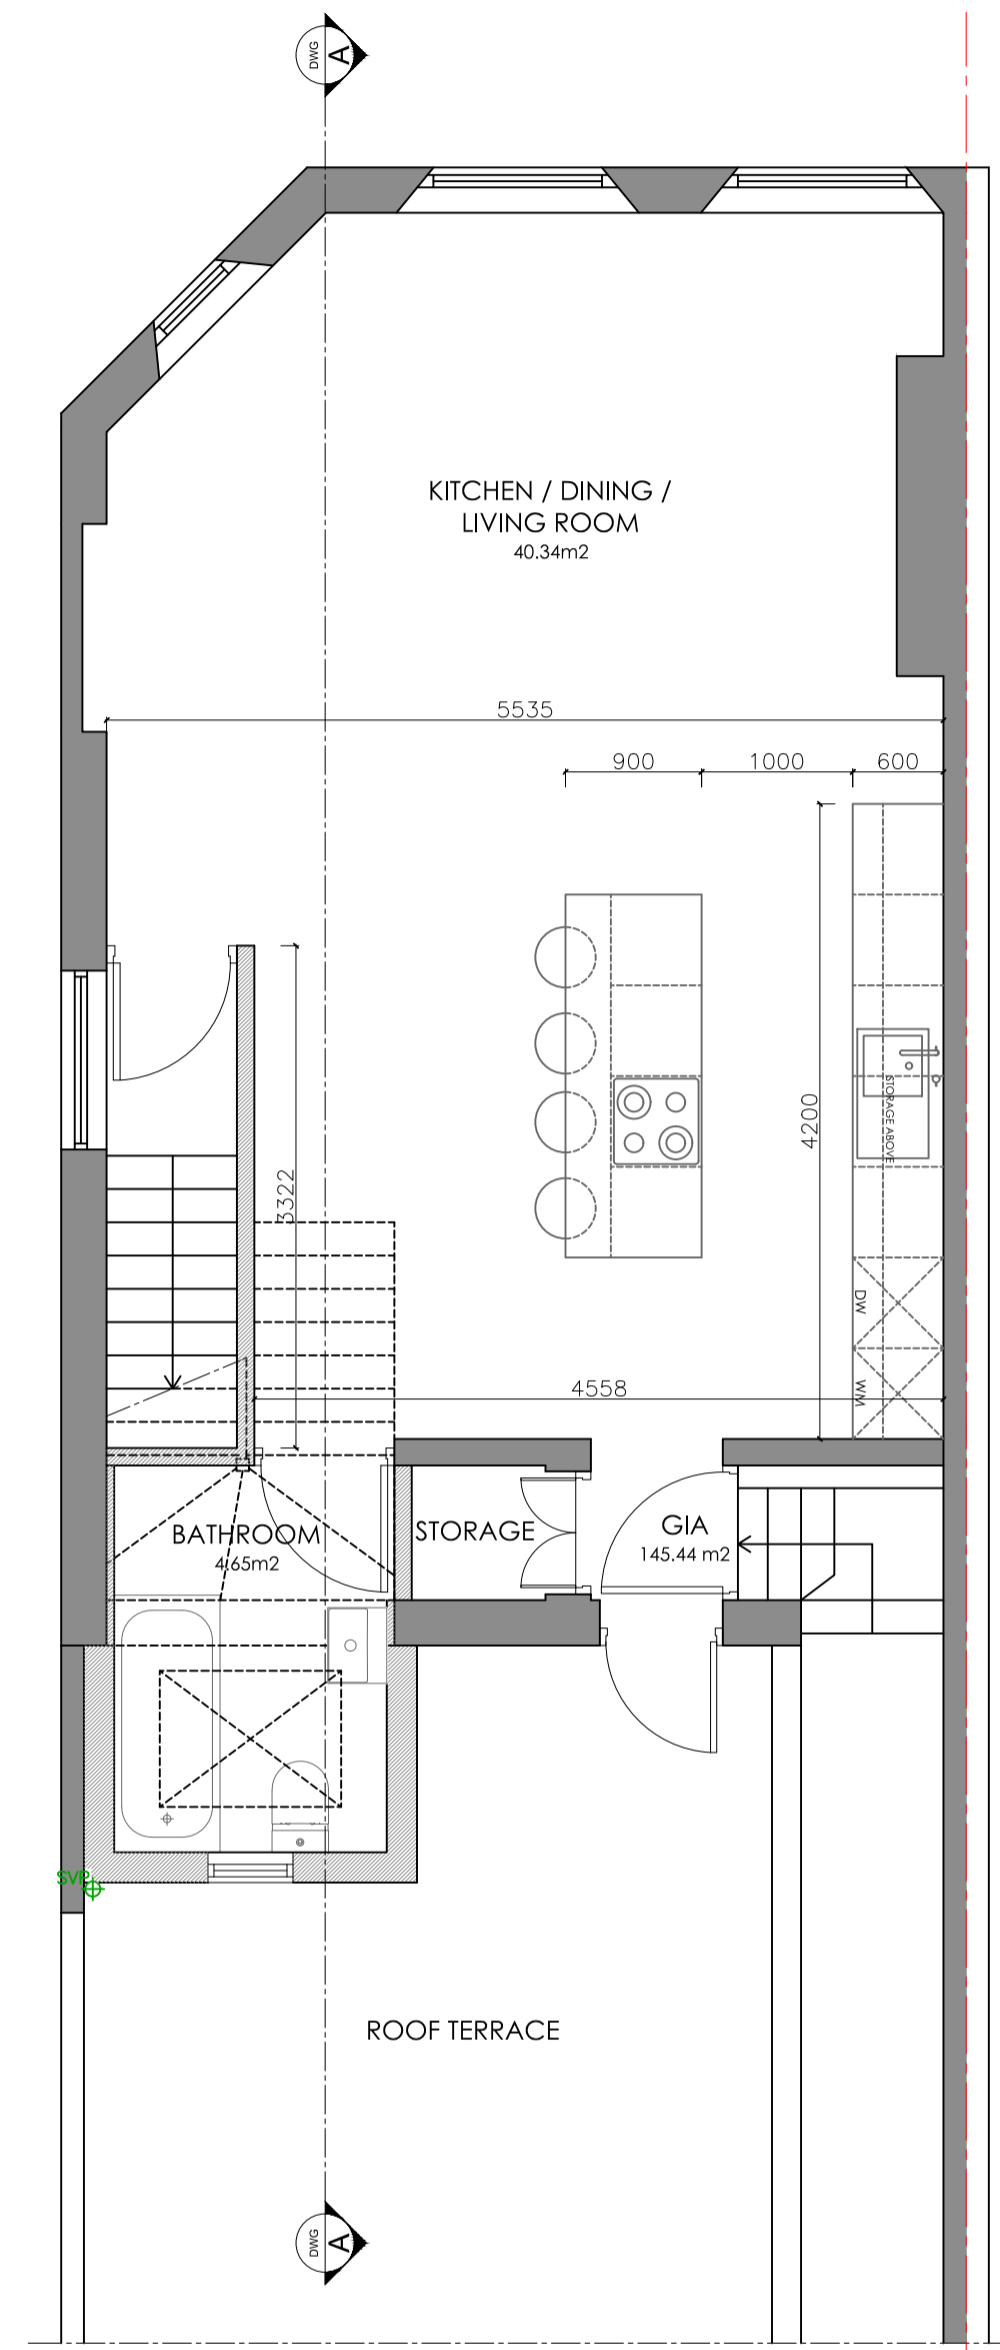 DWG
A
KITCHEN / DINING /
LIVING ROOM
40.34m2
5535
900
1000
600
4200
STORAGE ABOVE
3322
DW
4558
WM
BATHROOM
4.65m2
STORAGE
GIA
145.44 m2
SVP
ROOF TERRACE
DWG
A